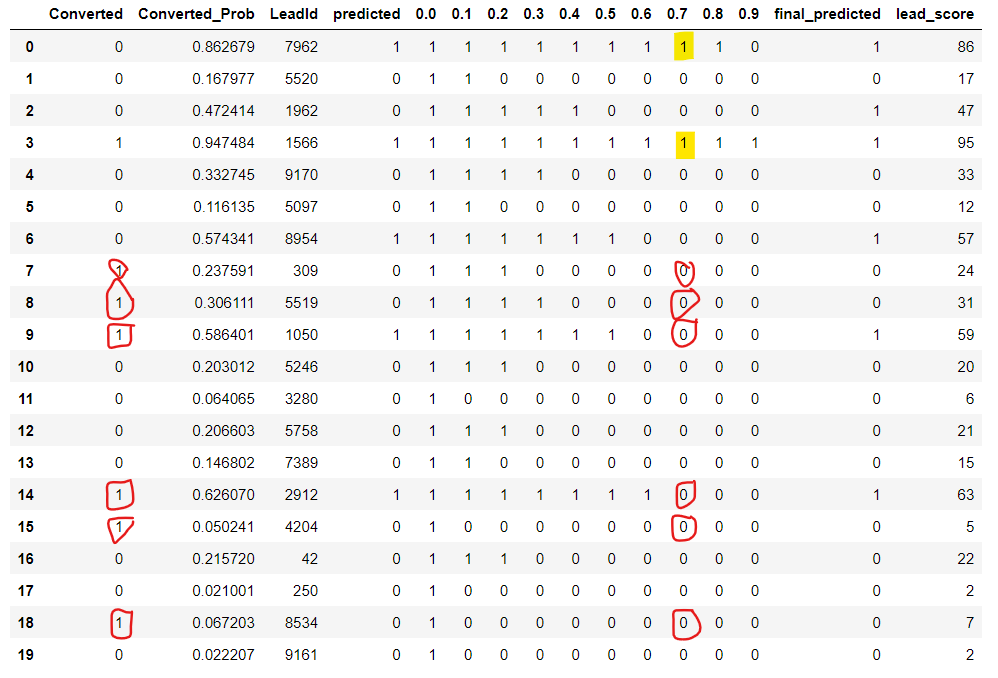 Converted Converted_Prob LeadId predicted 0.0 0.1 0.2 0.3 0.4 0.5 0.6 0.7 0.8 0.9 final_predicted lead_score
0 0 0.862679 7962 1 1 1 1 1 1 1 1 1 1 0 1 86
1 0 0.167977 5520 0 1 1 0 0 0 0 0 0 0 0 0 17
2 0 0.472414 1962 0 1 1 1 1 1 0 0 0 0 0 1 47
3 1 0.947484 1566 1 1 1 1 1 1 1 1 1 1 1 1 95
4 0 0.332745 9170 0 1 1 1 1 0 0 0 0 0 0 0 33
5 0 0.116135 5097 0 1 1 0 0 0 0 0 0 0 0 0 12
6 0 0.574341 8954 1 1 1 1 1 1 1 0 0 0 0 1 57
7 1 0.237591 309 0 1 1 1 0 0 0 0 0 0 0 0 24
8 1 0.306111 5519 0 1 1 1 1 0 0 0 0 0 0 0 31
9 1 0.586401 1050 1 1 1 1 1 1 1 0 0 0 0 1 59
10 0 0.203012 5246 0 1 1 1 0 0 0 0 0 0 0 0 20
11 0 0.064065 3280 0 1 0 0 0 0 0 0 0 0 0 0 6
12 0 0.206603 5758 0 1 1 1 0 0 0 0 0 0 0 0 21
13 0 0.146802 7389 0 1 1 0 0 0 0 0 0 0 0 0 15
14 1 0.626070 2912 1 1 1 1 1 1 1 1 0 0 0 1 63
15 1 0.050241 4204 0 1 0 0 0 0 0 0 0 0 0 0 5
16 0 0.215720 42 0 1 1 1 0 0 0 0 0 0 0 0 22
17 0 0.021001 250 0 1 0 0 0 0 0 0 0 0 0 0 2
18 1 0.067203 8534 0 1 0 0 0 0 0 0 0 0 0 0 7
19 0 0.022207 9161 0 1 0 0 0 0 0 0 0 0 0 0 2